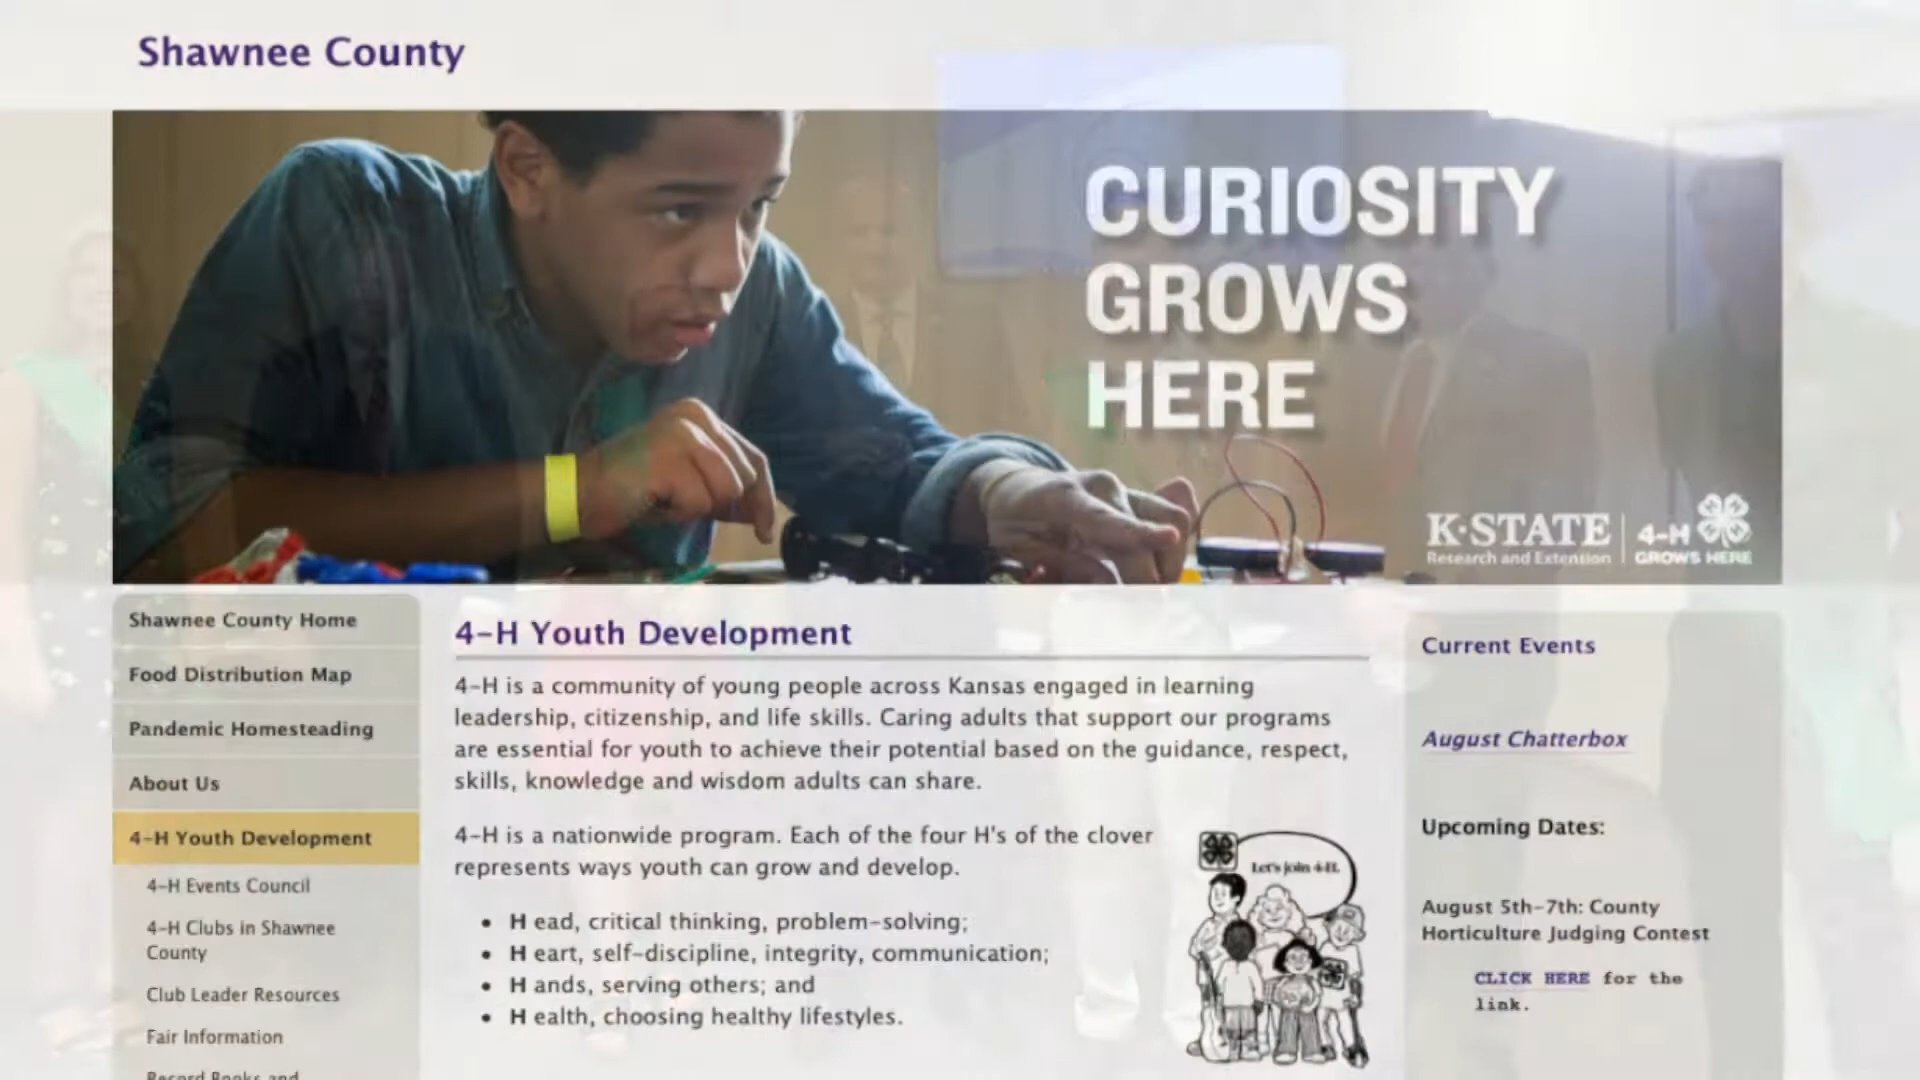 Shawnee County
CURIOSITY
GROWS
HERE
K·STATE
Research and Extension
4-H
GROWS HERE
Shawnee County Home
Food Distribution Map
Pandemic Homesteading
About Us
4-H Youth Development
4-H Events Council
4-H Clubs in Shawnee
County
Club Leader Resources
Fair Information
Record Books and
4-H Youth Development
4-H is a community of young people across Kansas engaged in learning
leadership, citizenship, and life skills. Caring adults that support our programs
are essential for youth to achieve their potential based on the guidance, respect,
skills, knowledge and wisdom adults can share.
4-H is a nationwide program. Each of the four H's of the clover
represents ways youth can grow and develop.
• H ead, critical thinking, problem-solving;
• H eart, self-discipline, integrity, communication;
• H ands, serving others; and
• H ealth, choosing healthy lifestyles.
Let's join 4-H.
Current Events
August Chatterbox
Upcoming Dates:
August 5th-7th: County
Horticulture Judging Contest
CLICK HERE for the
link.